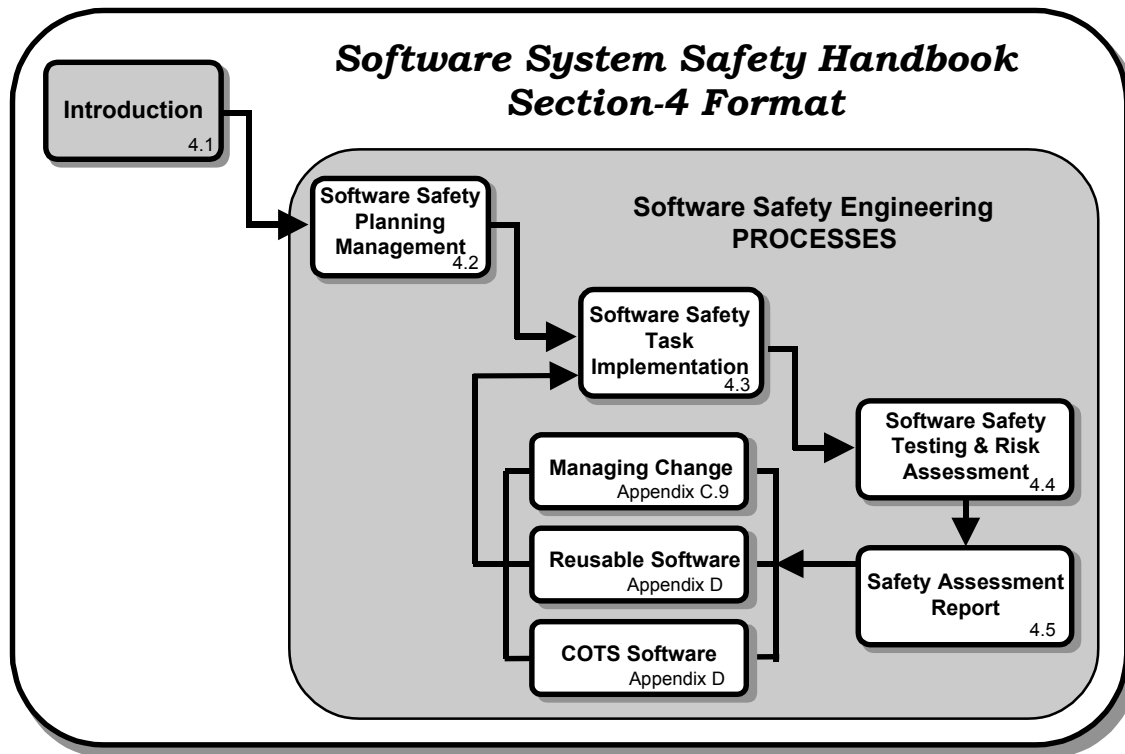 Software System Safety Handbook
Section-4 Format
Introduction
4.1
Software Safety Engineering
PROCESSES
Software Safety
Planning
Management
4.2
Software Safety
Task
Implementation
4.3
Software Safety
Testing & Risk
Assessment
4.4
Managing Change
Appendix C.9
Reusable Software
Appendix D
COTS Software
Appendix D
Safety Assessment
Report
4.5